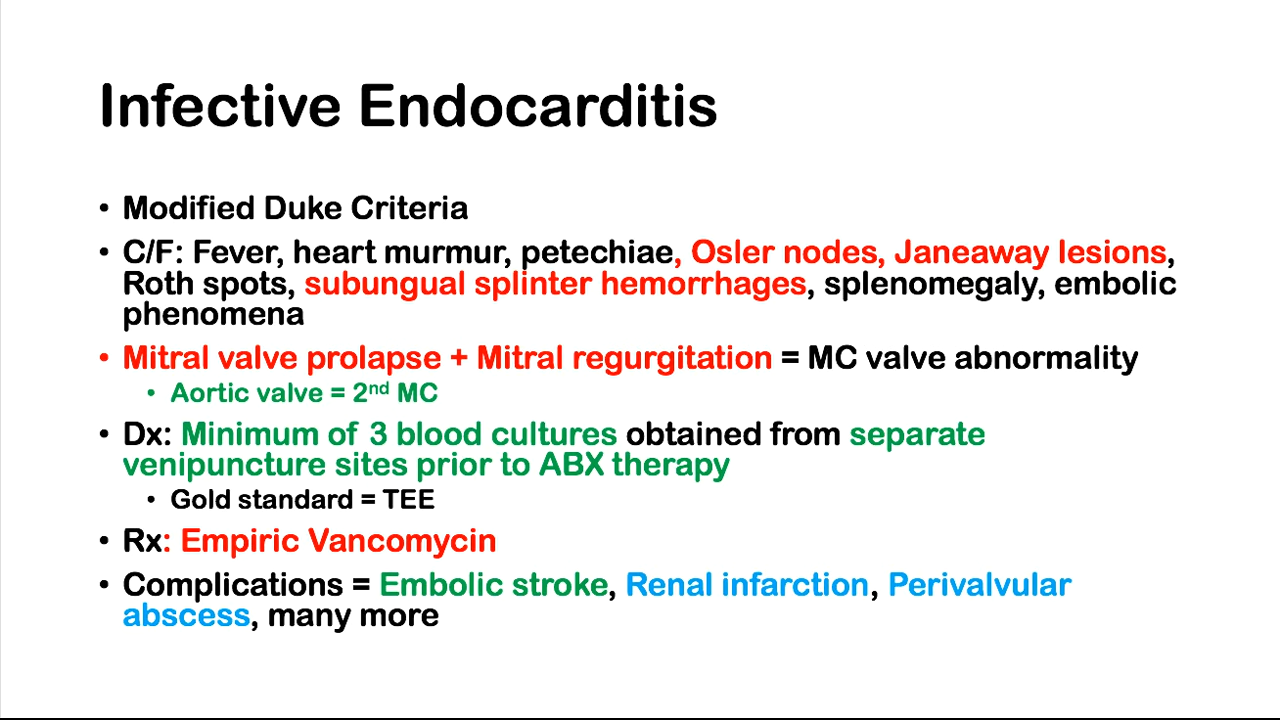 Infective Endocarditis
• Modified Duke Criteria
• C/F: Fever, heart murmur, petechiae, Osler nodes, Janeaway lesions,
Roth spots, subungual splinter hemorrhages, splenomegaly, embolic
phenomena
• Mitral valve prolapse + Mitral regurgitation = MC valve abnormality
• Aortic valve = 2nd MC
• Dx: Minimum of 3 blood cultures obtained from separate
venipuncture sites prior to ABX therapy
• Gold standard = TEE
• Rx: Empiric Vancomycin
• Complications = Embolic stroke, Renal infarction, Perivalvular
abscess, many more